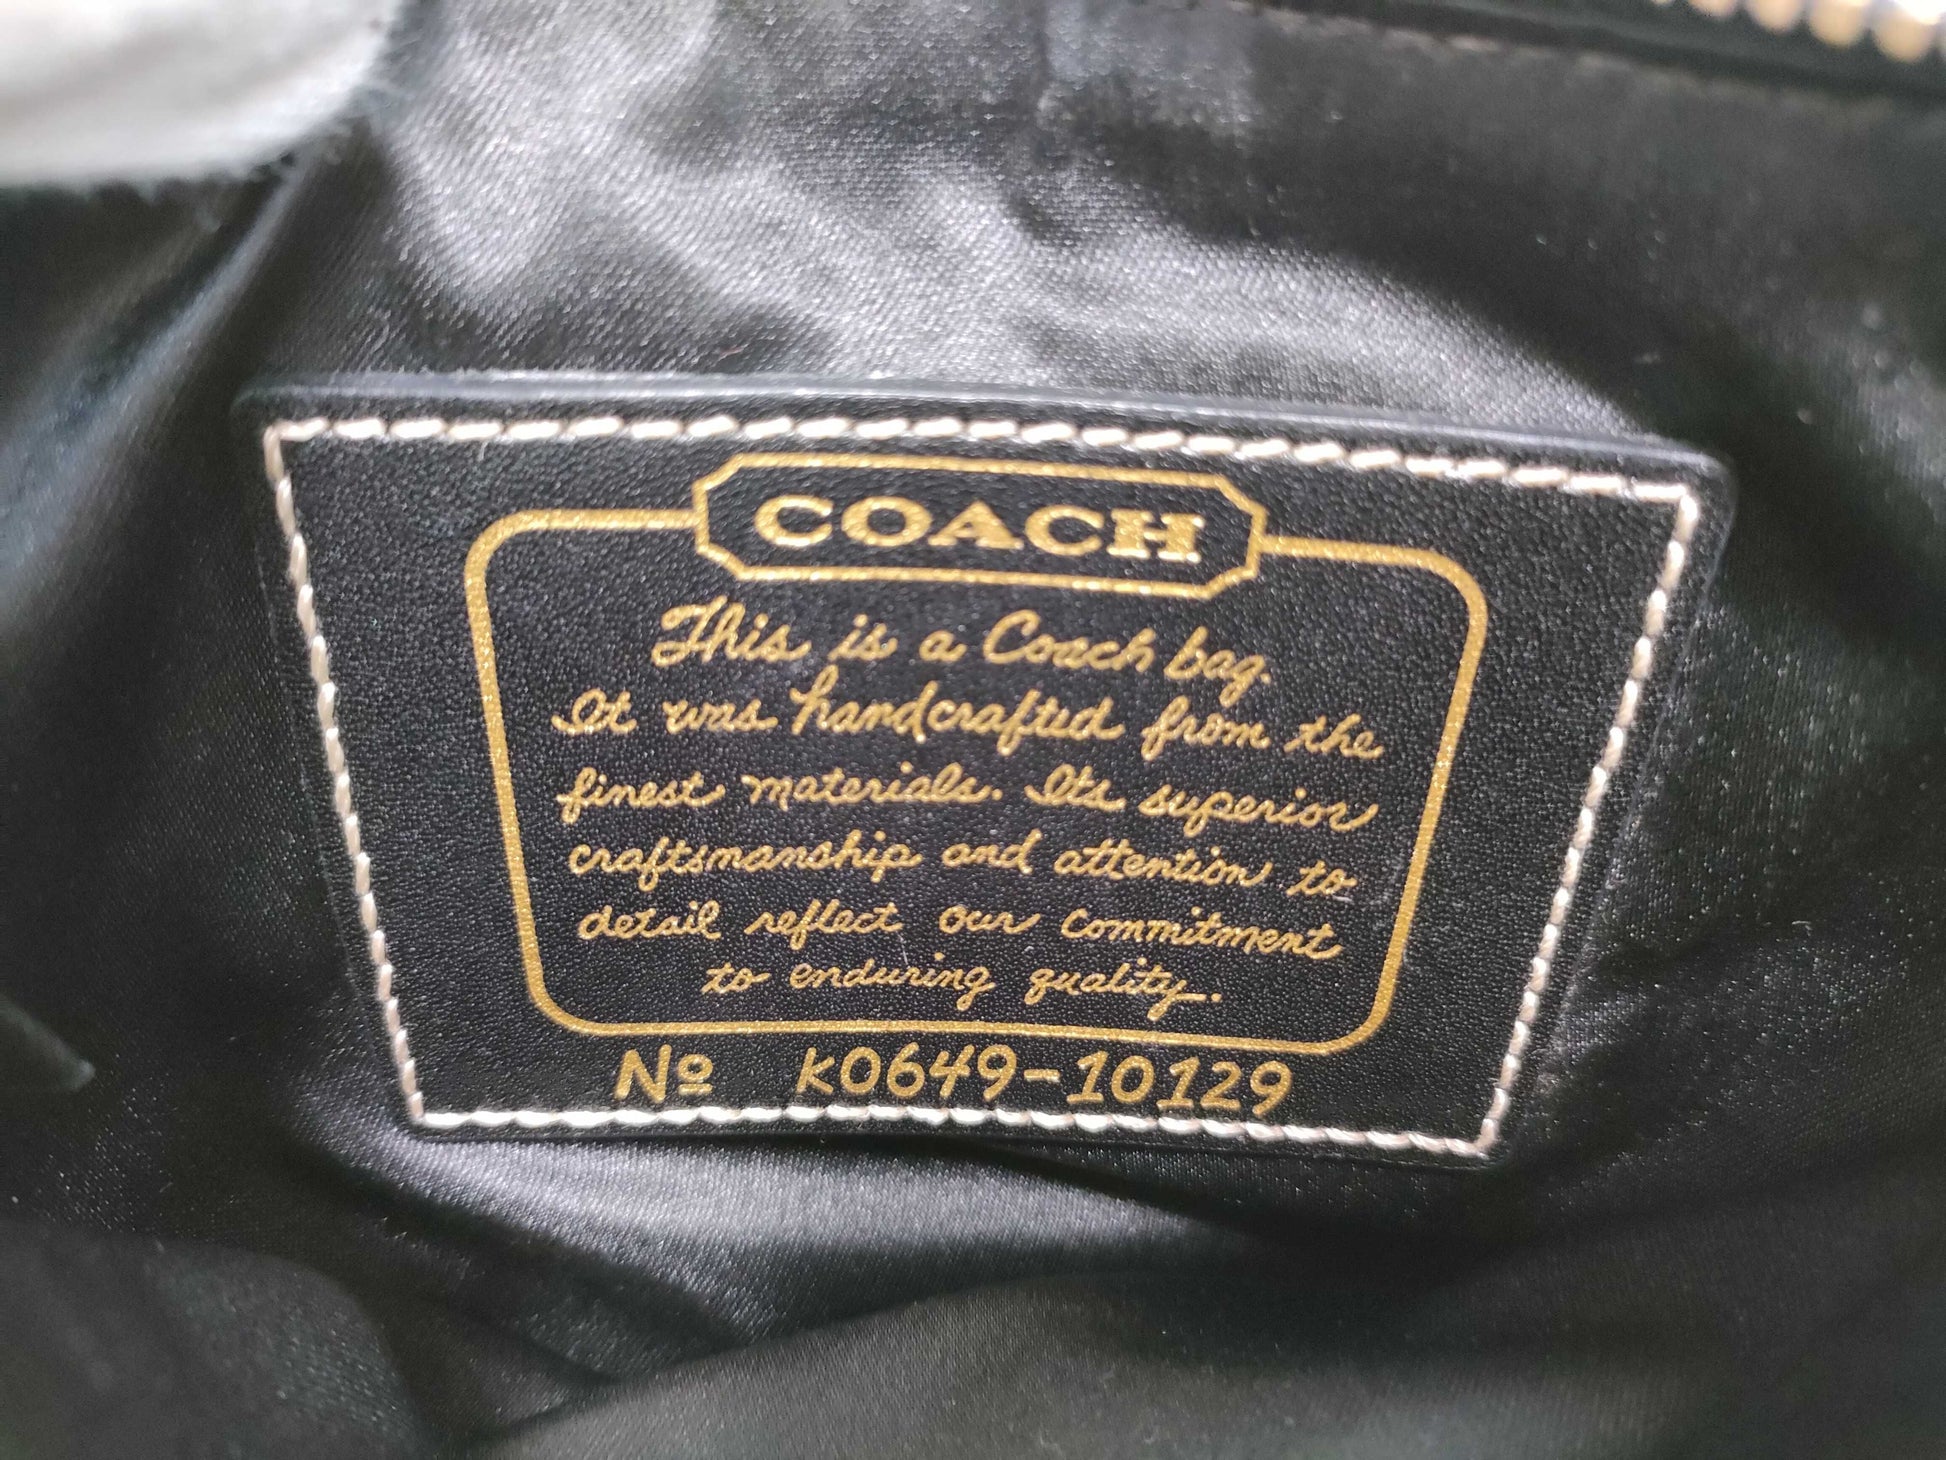 COACH
This is a Coach bag.
It was handcrafted from the
finest materials. Its superior
craftsmanship and attention to
detail reflect our commitment
to enduring quality.
Nº K0649-10129